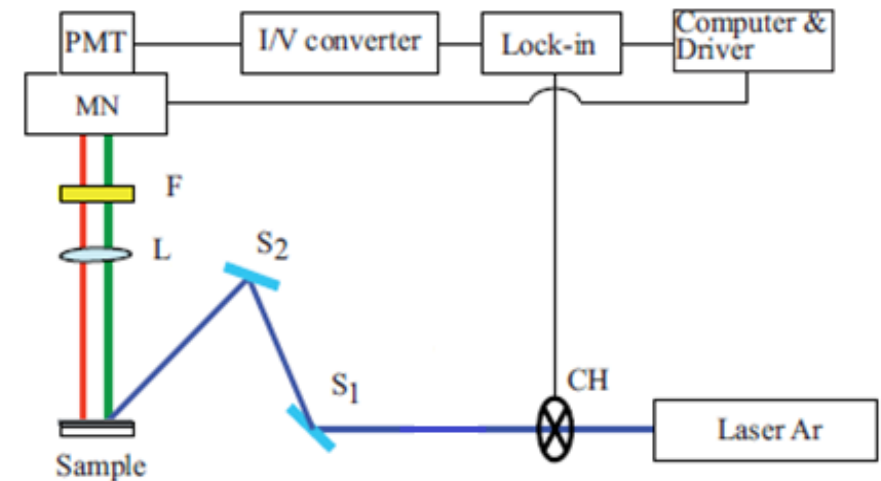 PMT
I/V converter
Lock-in
Computer &
Driver
MN
F
L
S2
S1
CH
Laser Ar
Sample